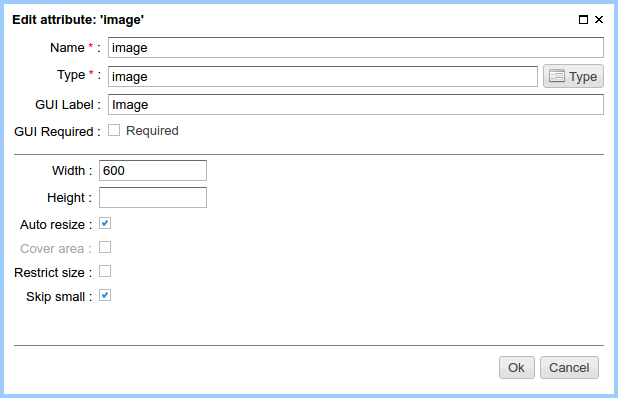 Edit attribute: 'image'
Name * : image
Type * : image Type
GUI Label : Image
GUI Required : Required
Width : 600
Height :
Auto resize :
Cover area :
Restrict size :
Skip small :
Ok Cancel